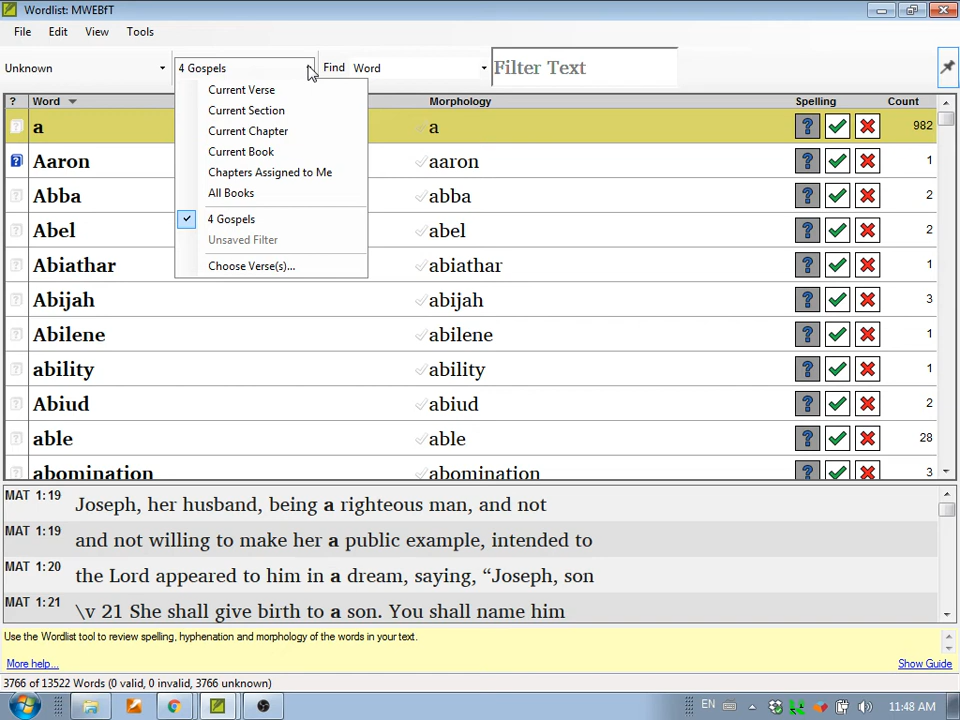 Wordlist: MWEBfT
File Edit View Tools
Unknown 4 Gospels Find Word Filter Text
Current Verse
Current Section
Current Chapter
Current Book
Chapters Assigned to Me
All Books
4 Gospels
Unsaved Filter
Choose Verse(s)...
? Word Morphology Spelling Count
a a 982
Aaron aaron 1
Abba abba 2
Abel abel 2
Abiathar abiathar 1
Abijah abijah 3
Abilene abilene 1
ability ability 1
Abiud abiud 2
able able 28
abomination abomination 3
MAT 1:19 Joseph, her husband, being a righteous man, and not
MAT 1:19 and not willing to make her a public example, intended to
MAT 1:20 the Lord appeared to him in a dream, saying, “Joseph, son
MAT 1:21 \v 21 She shall give birth to a son. You shall name him
Use the Wordlist tool to review spelling, hyphenation and morphology of the words in your text.
More help... Show Guide
3766 of 13522 Words (0 valid, 0 invalid, 3766 unknown)
EN 11:48 AM